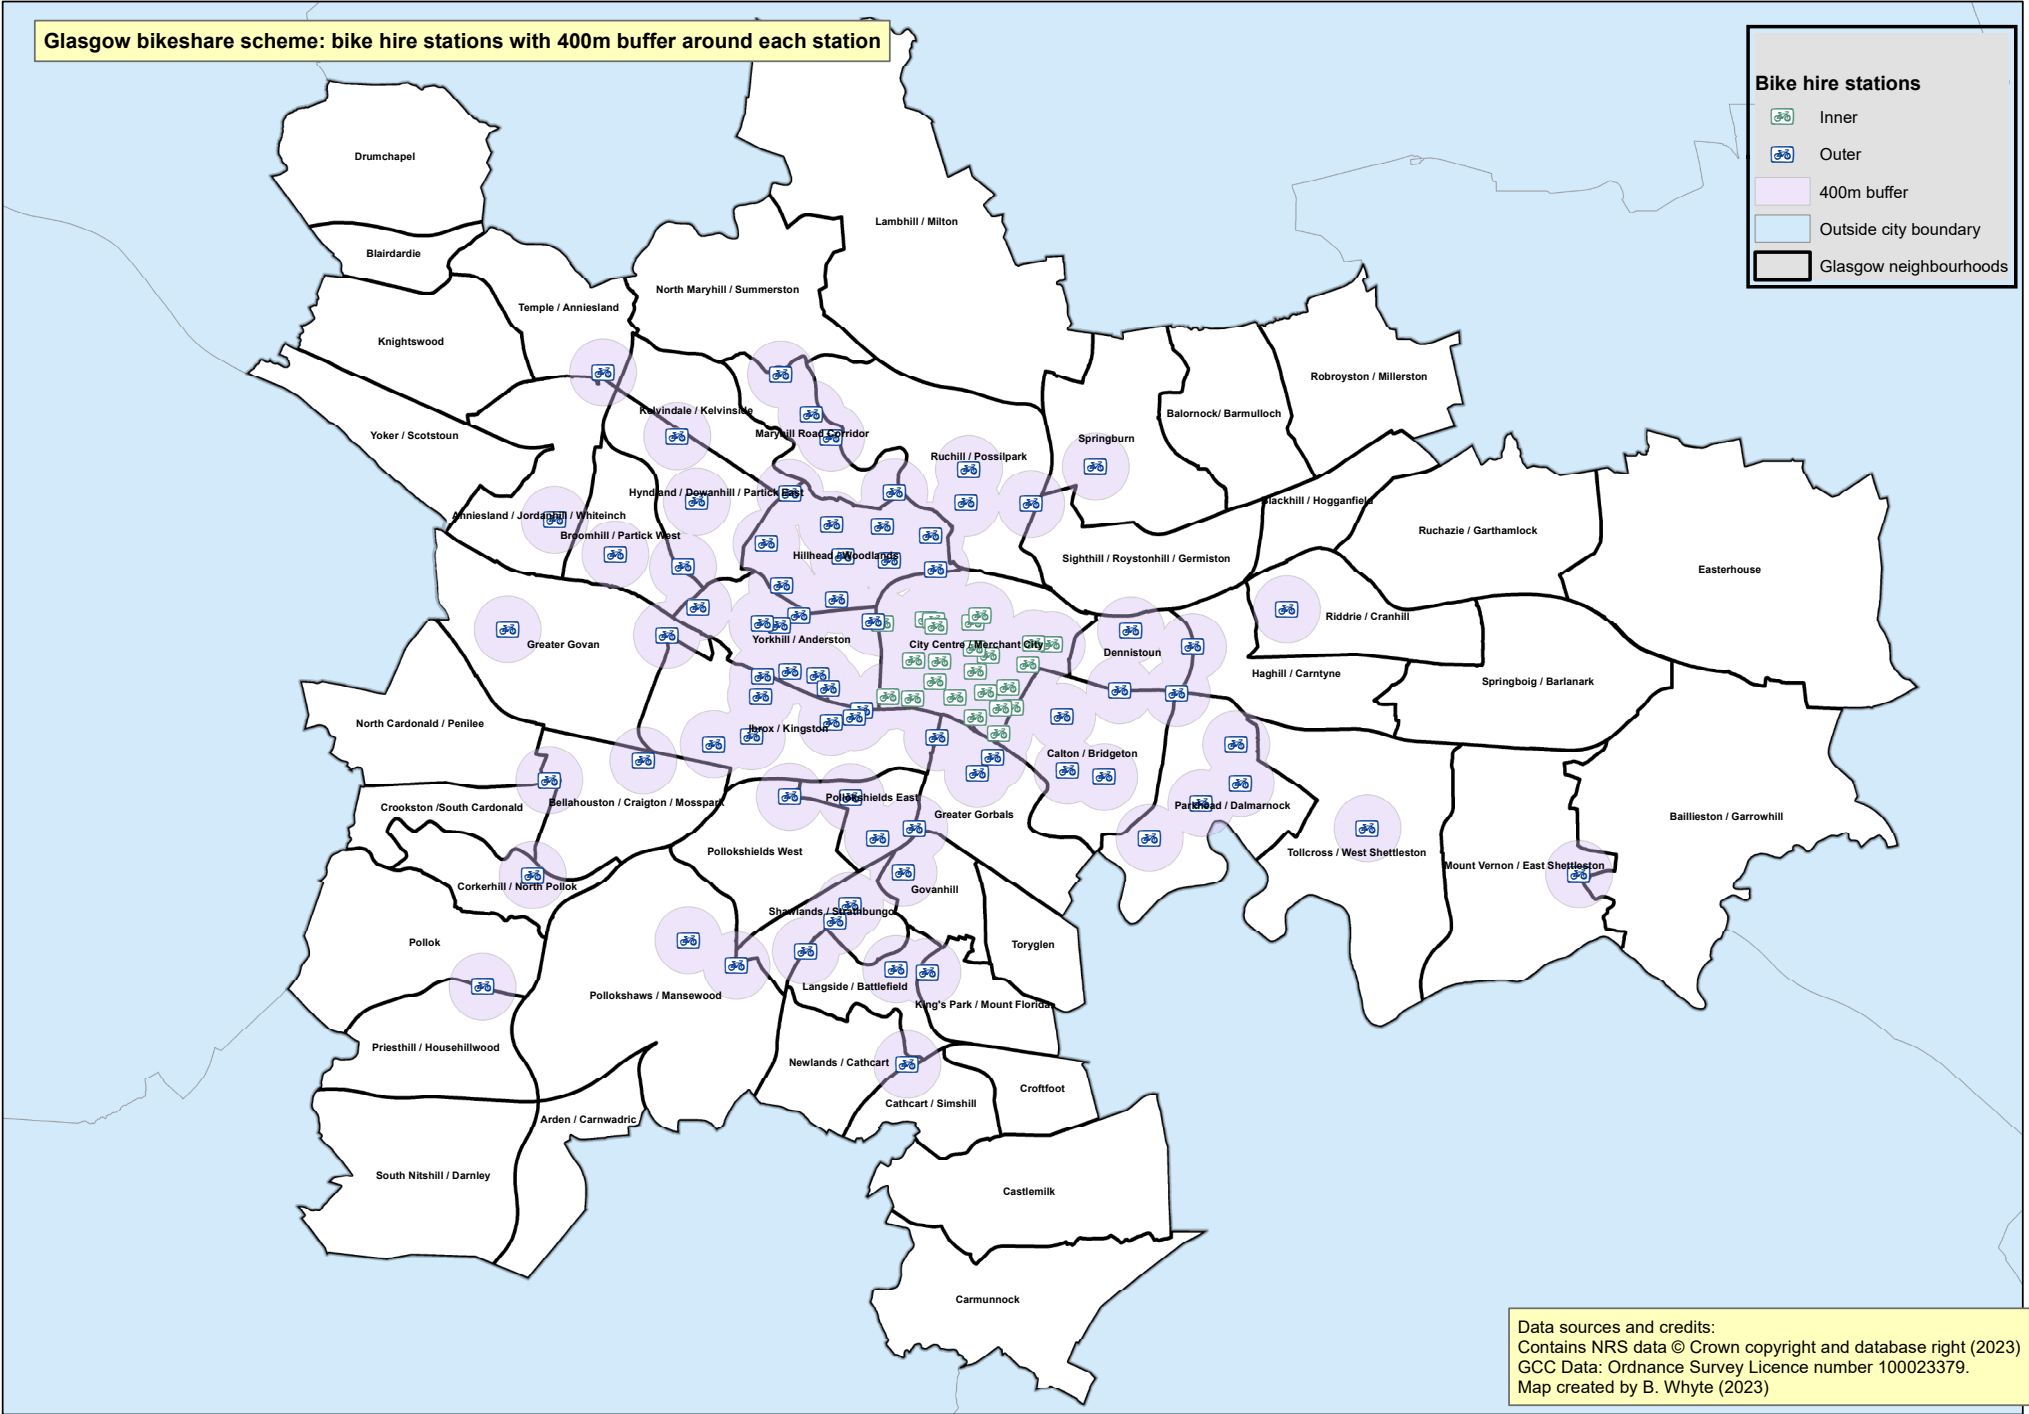 Glasgow bikeshare scheme: bike hire stations with 400m buffer around each station
Bike hire stations
Inner
Outer
400m buffer
Outside city boundary
Glasgow neighbourhoods
Drumchapel
Lambhill / Milton
Blairdardie
North Maryhill / Summerston
Temple / Anniesland
Knightswood
Robroyston / Millerston
Kelvindale / Kelvinside
Balornock/ Barmulloch
Yoker / Scotstoun
Maryhill Road Corridor
Springburn
Ruchill / Possilpark
Hyndland / Dowanhill / Partick East
Blackhill / Hogganfield
Anniesland / Jordanhill / Whiteinch
Ruchazie / Garthamlock
Broomhill / Partick West
Hillhead / Woodlands
Sighthill / Roystonhill / Germiston
Easterhouse
Riddrie / Cranhill
Yorkhill / Anderston
Greater Govan
City Centre / Merchant City
Dennistoun
Haghill / Carntyne
Springboig / Barlanark
North Cardonald / Penilee
Ibrox / Kingston
Calton / Bridgeton
Crookston /South Cardonald
Bellahouston / Craigton / Mosspark
Pollokshields East
Parkhead / Dalmarnock
Greater Gorbals
Baillieston / Garrowhill
Pollokshields West
Tollcross / West Shettleston
Mount Vernon / East Shettleston
Corkerhill / North Pollok
Govanhill
Shawlands / Strathbungo
Pollok
Toryglen
Langside / Battlefield
Pollokshaws / Mansewood
King's Park / Mount Florida
Priesthill / Househillwood
Newlands / Cathcart
Croftfoot
Cathcart / Simshill
Arden / Carnwadric
South Nitshill / Darnley
Castlemilk
Carmunnock
Data sources and credits:
Contains NRS data © Crown copyright and database right (2023)
GCC Data: Ordnance Survey Licence number 100023379.
Map created by B. Whyte (2023)